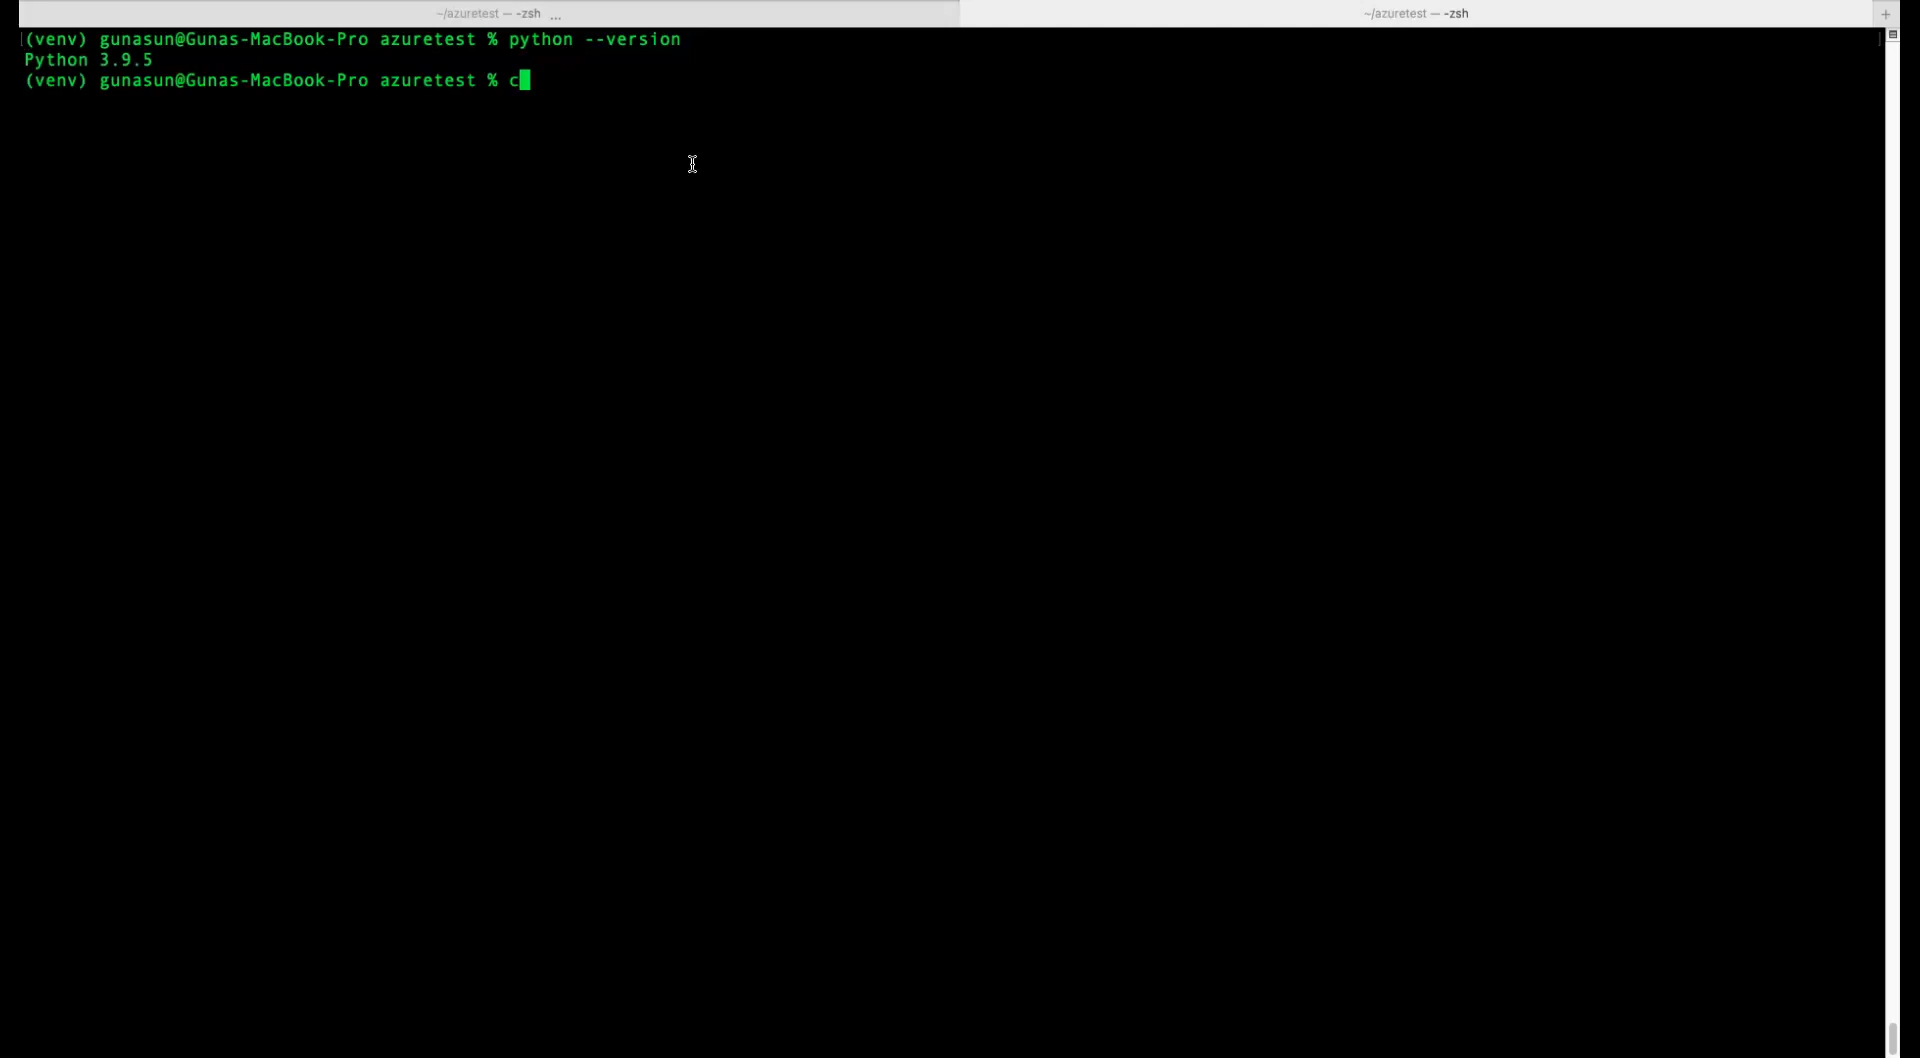 ~/azuretest — -zsh ... ~/azuretest — -zsh +
(venv) gunasun@Gunas-MacBook-Pro azuretest % python --version
Python 3.9.5
(venv) gunasun@Gunas-MacBook-Pro azuretest % c